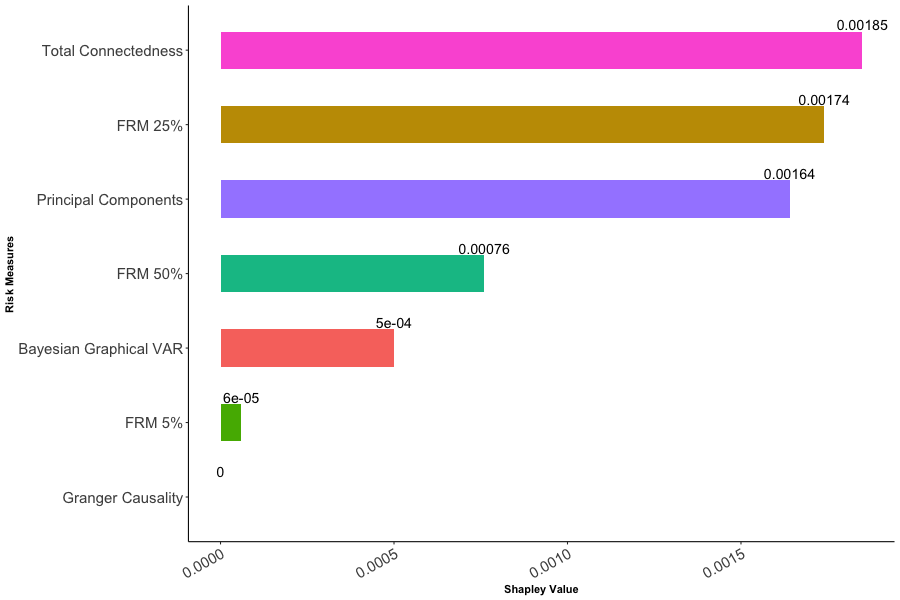 0.00185
Total Connectedness
0.00174
FRM 25%
0.00164
Principal Components
0.00076
FRM 50%
5e-04
Bayesian Graphical VAR
6e-05
FRM 5%
0
Granger Causality
Risk Measures
0.0000 0.0005 0.0010 0.0015
Shapley Value